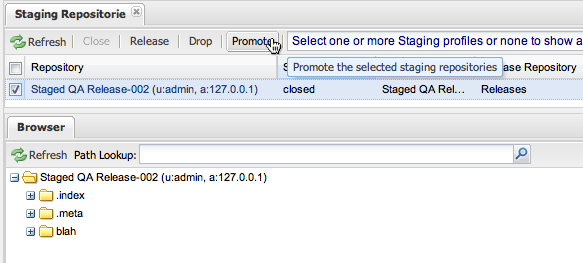 Staging Repositorie
Refresh Close Release Drop Promote Select one or more Staging profiles or none to show a
Repository S Release Repository
Promote the selected staging repositories
Staged QA Release-002 (u:admin, a:127.0.0.1) closed Staged QA Rel... Releases
Browser
Refresh Path Lookup:
Staged QA Release-002 (u:admin, a:127.0.0.1)
.index
.meta
blah